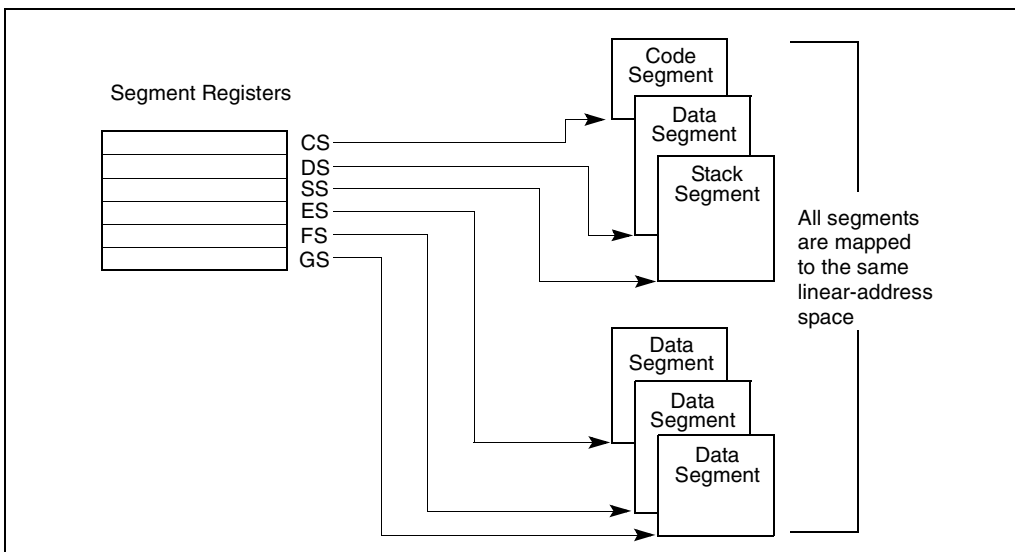 Segment Registers
CS
DS
SS
ES
FS
GS
Code
Segment
Data
Segment
Stack
Segment
Data
Segment
Data
Segment
Data
Segment
All segments
are mapped
to the same
linear-address
space